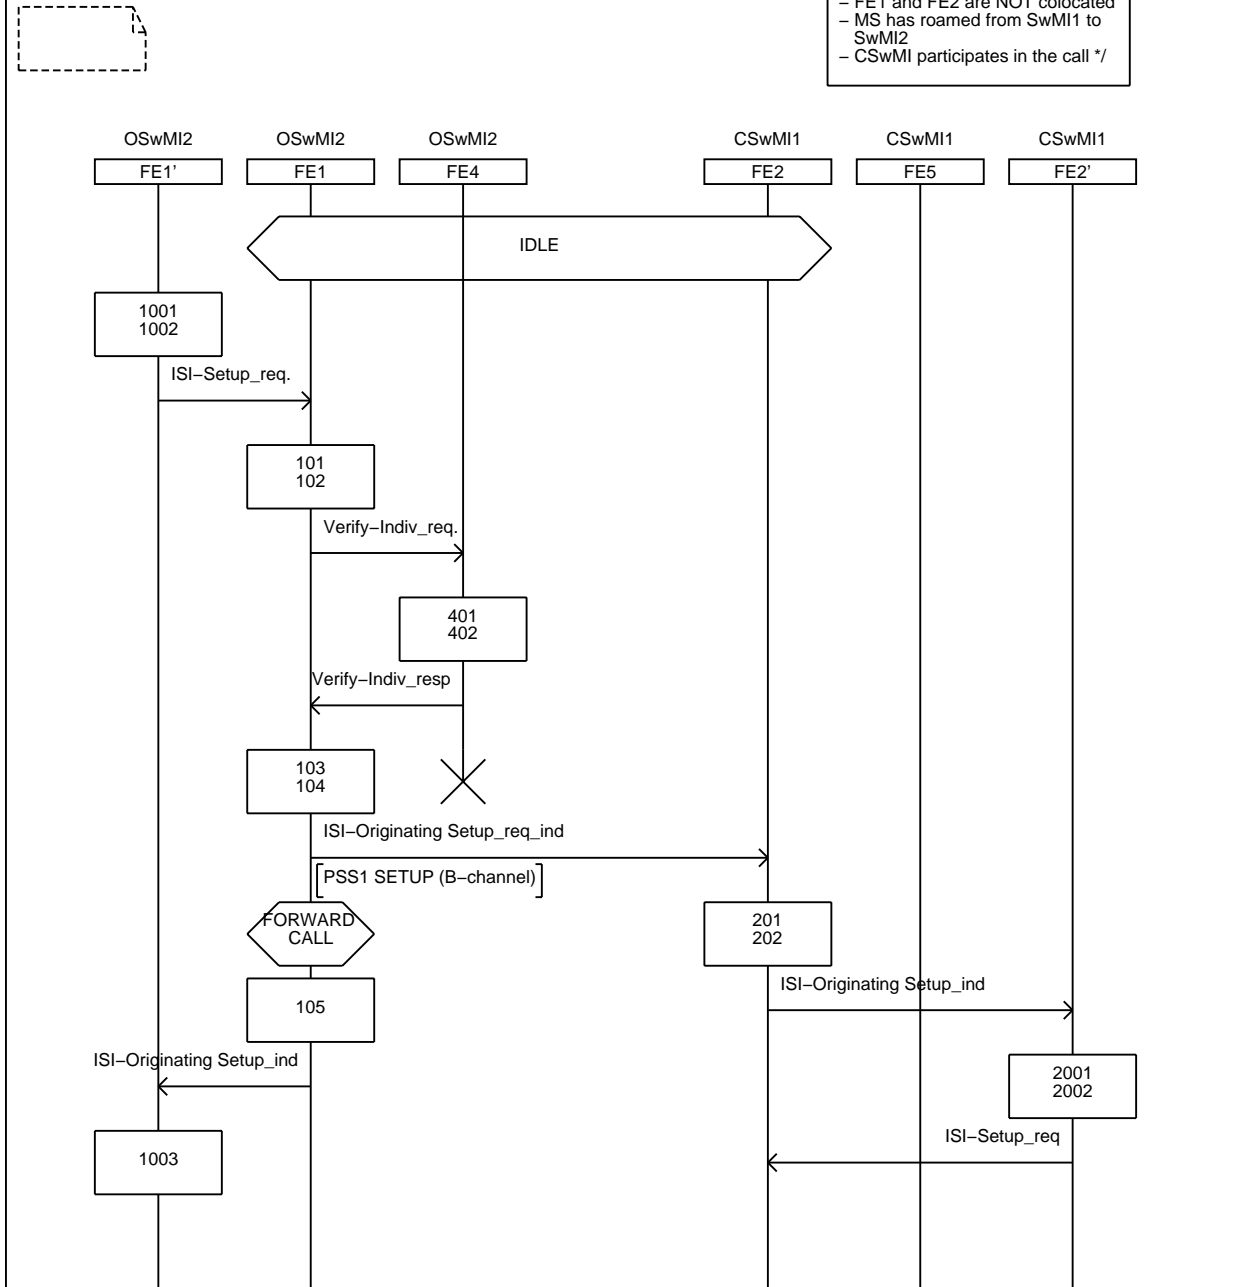 – FE1 and FE2 are NOT colocated
– MS has roamed from SwMI1 to
SwMI2
– CSwMI participates in the call */
OSwMI2 OSwMI2 OSwMI2 CSwMI1 CSwMI1 CSwMI1
FE1’ FE1 FE4 FE2 FE5 FE2’
IDLE
1001
1002
ISI–Setup_req.
101
102
Verify–Indiv_req.
401
402
Verify–Indiv_resp
103
104
ISI–Originating Setup_req_ind
PSS1 SETUP (B–channel)
FORWARD
CALL
201
202
ISI–Originating Setup_ind
105
ISI–Originating Setup_ind
2001
2002
ISI–Setup_req
1003